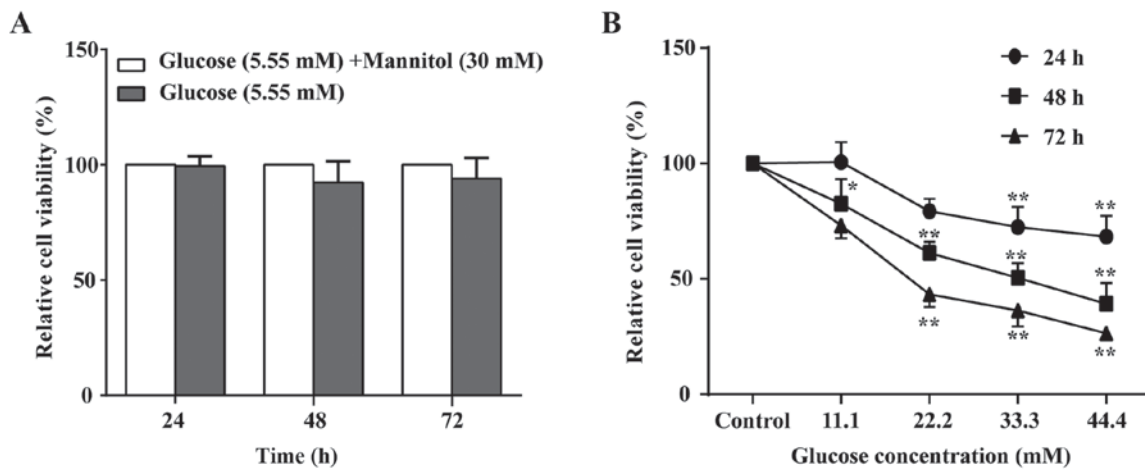 A
150
100
50
0
Relative cell viability (%)
Glucose (5.55 mM) +Mannitol (30 mM)
Glucose (5.55 mM)
24 48 72
Time (h)
B
150
100
50
0
Relative cell viability (%)
24 h
48 h
72 h
*
** **
** ** **
** ** **
Control 11.1 22.2 33.3 44.4
Glucose concentration (mM)